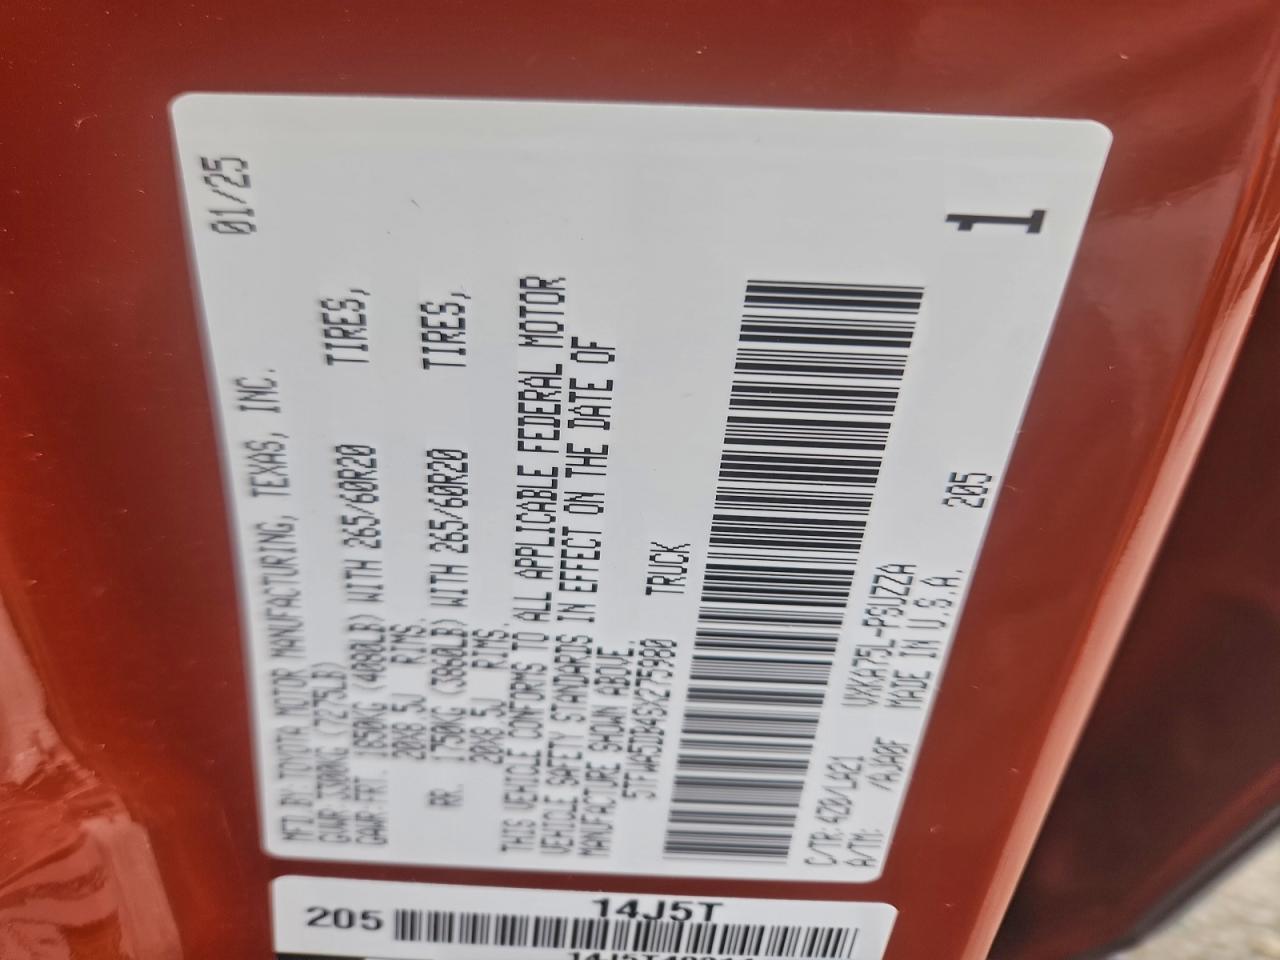 MFD.BY: TOYOTA MOTOR MANUFACTURING, TEXAS, INC. 01/25
GVWR 3300KG (7275LB)
GAWR FRT. 1850KG (4080LB) WITH 265/60R20 TIRES,
20X8.5J RIMS.
RR. 1750KG (3860LB) WITH 265/60R20 TIRES,
20X8.5J RIMS.
THIS VEHICLE CONFORMS TO ALL APPLICABLE FEDERAL MOTOR
VEHICLE SAFETY STANDARDS IN EFFECT ON THE DATE OF
MANUFACTURE SHOWN ABOVE.
5TFWA5DB4SX275980 TRUCK
C/TR: 4Z0/LA21 VXKA75L-PSUZZA
A/TM: /AJA0F MADE IN U.S.A. 205
1
14J5T
205